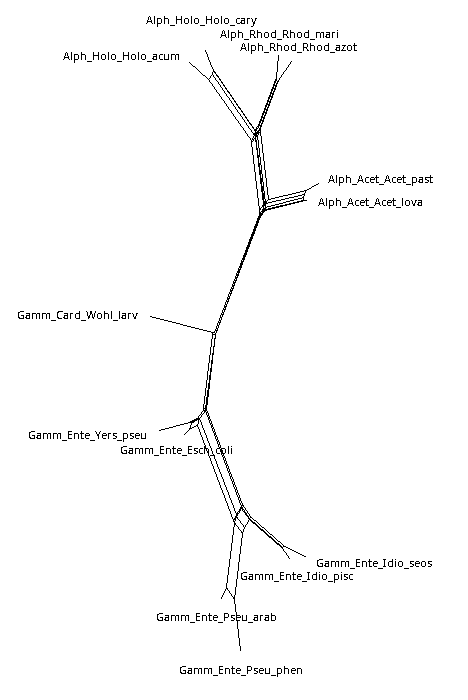 Alph_Holo_Holo_cary
Alph_Rhod_Rhod_mari
Alph_Rhod_Rhod_azot
Alph_Holo_Holo_acum
Alph_Acet_Acet_past
Alph_Acet_Acet_lova
Gamm_Card_Wohl_larv
Gamm_Ente_Yers_pseu
Gamm_Ente_Esch_coli
Gamm_Ente_Idio_seos
Gamm_Ente_Idio_pisc
Gamm_Ente_Pseu_arab
Gamm_Ente_Pseu_phen